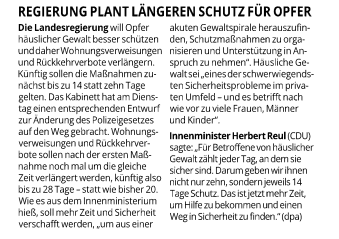 REGIERUNG PLANT LÄNGEREN SCHUTZ FÜR OPFER
Die Landesregierung will Opfer
häuslicher Gewalt besser schützen
und daher Wohnungsverweisungen
und Rückkehrverbote verlängern.
Künftig sollen die Maßnahmen zu-
nächst bis zu 14 statt zehn Tage
gelten. Das Kabinett hat am Diens-
tag einen entsprechenden Entwurf
zur Änderung des Polizeigesetzes
auf den Weg gebracht. Wohnungs-
verweisungen und Rückkehrver-
bote sollen nach der ersten Maß-
nahme noch mal um die gleiche
Zeit verlängert werden, künftig also
bis zu 28 Tage – statt wie bisher 20.
Wie es aus dem Innenministerium
hieß, soll mehr Zeit und Sicherheit
verschafft werden, „um aus einer
akuten Gewaltspirale herauszufin-
den, Schutzmaßnahmen zu orga-
nisieren und Unterstützung in An-
spruch zu nehmen“. Häusliche Ge-
walt sei „eines der schwerwiegends-
ten Sicherheitsprobleme im priva-
ten Umfeld – und es betrifft nach
wie vor zu viele Frauen, Männer
und Kinder“.
Innenminister Herbert Reul (CDU)
sagte: „Für Betroffene von häuslicher
Gewalt zählt jeder Tag, an dem sie
sicher sind. Darum geben wir ihnen
nicht nur zehn, sondern jeweils 14
Tage Schutz. Das ist jetzt mehr Zeit,
um Hilfe zu bekommen und einen
Weg in Sicherheit zu finden.“ (dpa)